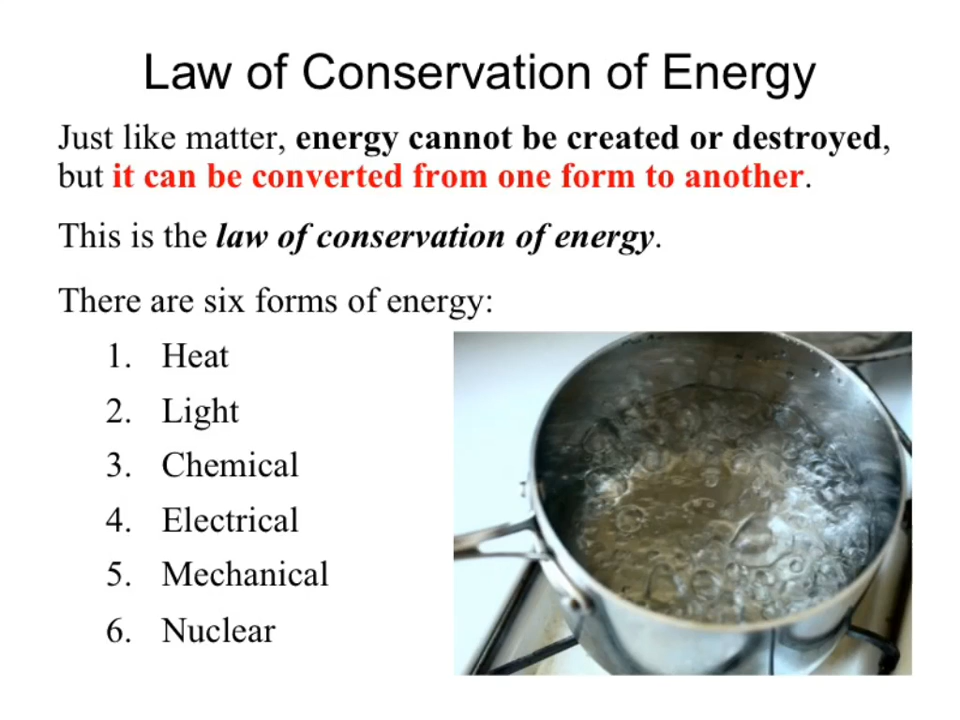 Law of Conservation of Energy
Just like matter, energy cannot be created or destroyed,
but it can be converted from one form to another.
This is the law of conservation of energy.
There are six forms of energy:
1. Heat
2. Light
3. Chemical
4. Electrical
5. Mechanical
6. Nuclear